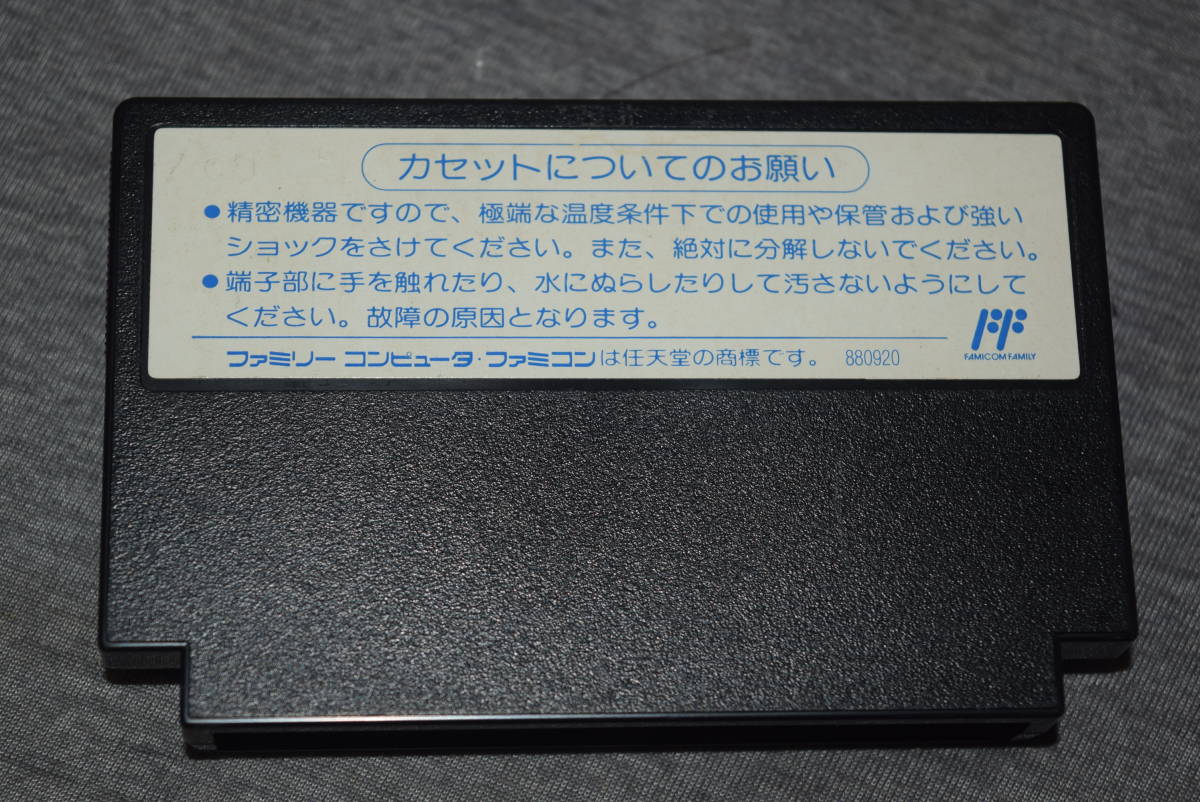 カセットについてのお願い
●精密機器ですので、極端な温度条件下での使用や保管および強い
ショックをさけてください。また、絶対に分解しないでください。
●端子部に手を触れたり、水にぬらしたりして汚さないようにして
ください。故障の原因となります。
FAMICOM FAMILY
ファミリー コンピュータ・ファミコンは任天堂の商標です。 880920